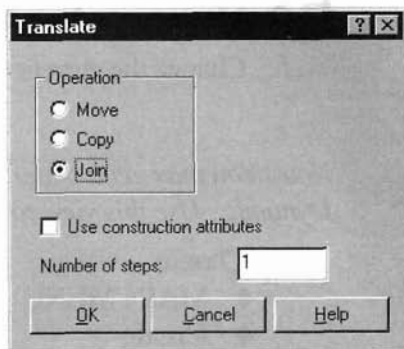 Translate
Operation
Move
Copy
Join
Use construction attributes
Number of steps: 1
OK Cancel Help